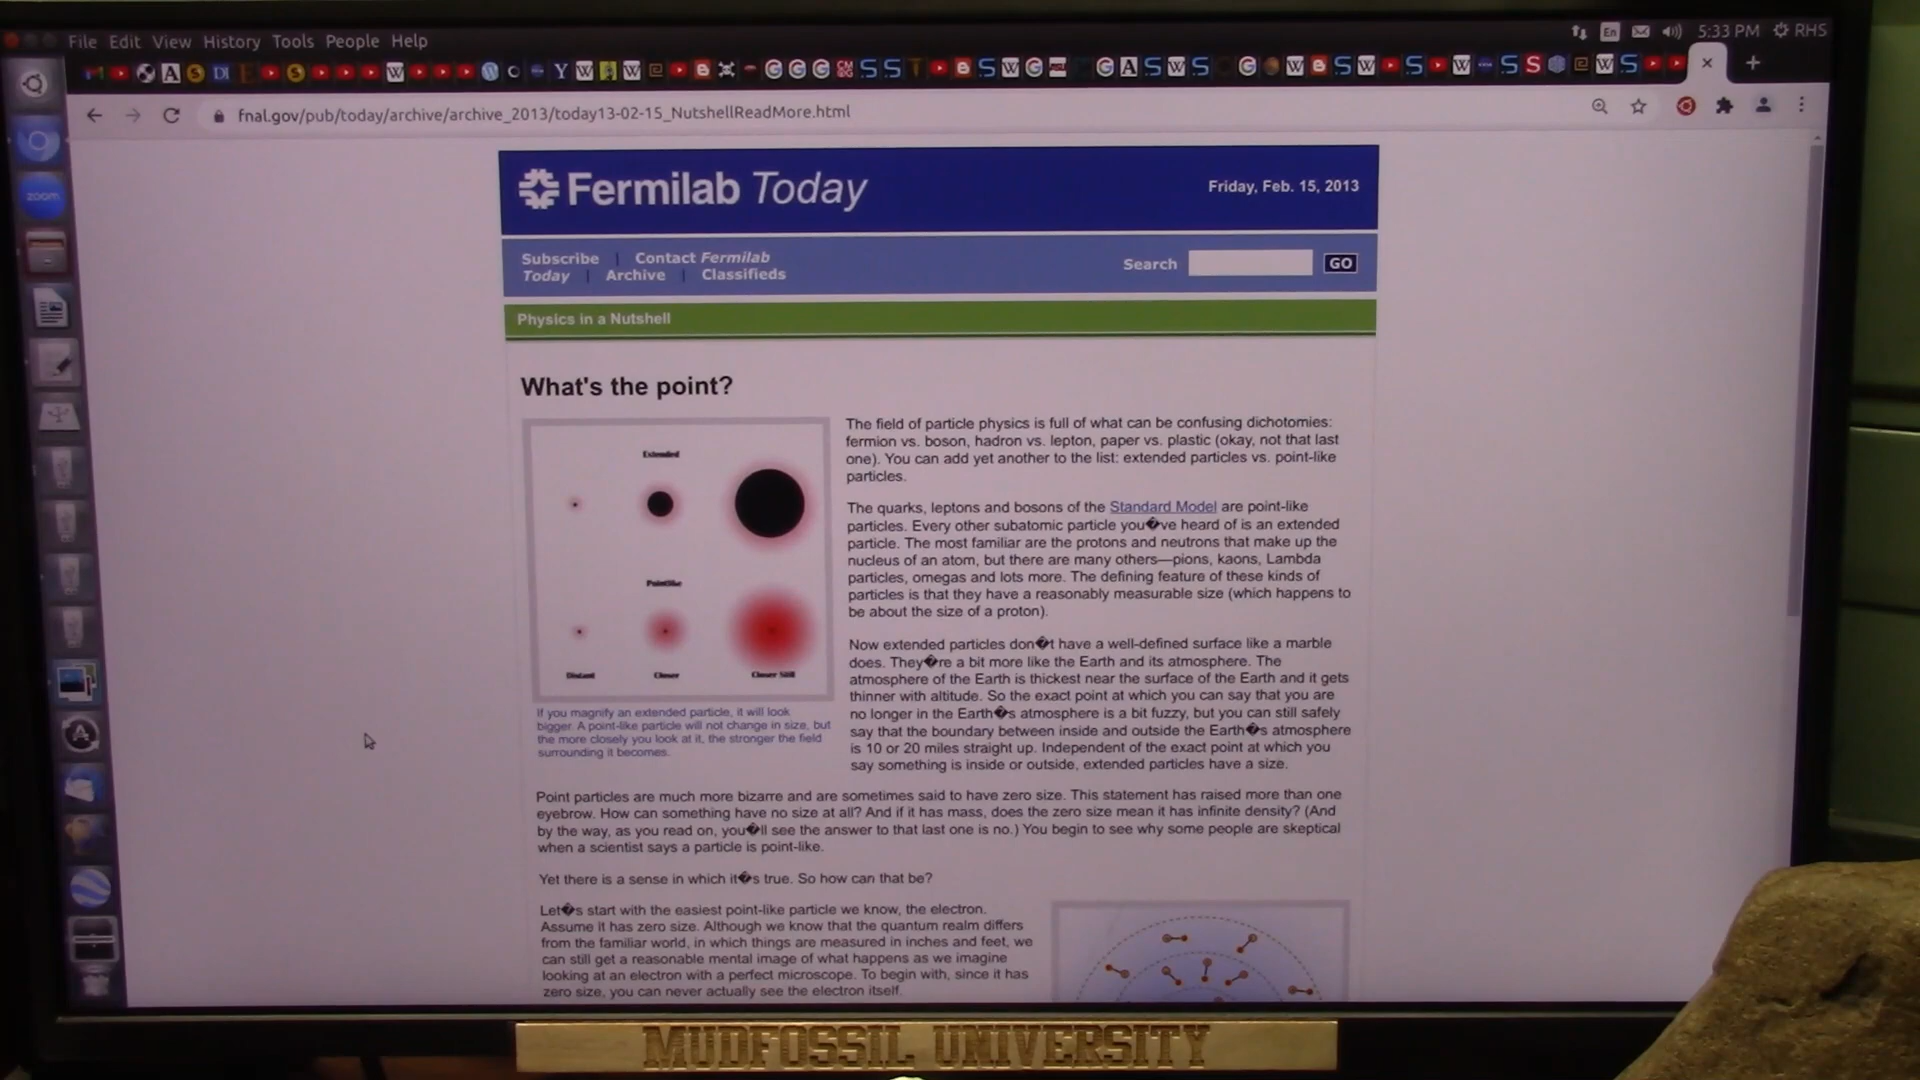 File Edit View History Tools People Help
En 5:33 PM RHS
fnal.gov/pub/today/archive/archive_2013/today13-02-15_NutshellReadMore.html
zoom
Fermilab Today
Friday, Feb. 15, 2013
Subscribe | Contact Fermilab
Today | Archive | Classifieds
Search GO
Physics in a Nutshell
What's the point?
Extended
Pointlike
Distant Closer Closer Still
If you magnify an extended particle, it will look
bigger. A point-like particle will not change in size, but
the more closely you look at it, the stronger the field
surrounding it becomes.
The field of particle physics is full of what can be confusing dichotomies:
fermion vs. boson, hadron vs. lepton, paper vs. plastic (okay, not that last
one). You can add yet another to the list: extended particles vs. point-like
particles.
The quarks, leptons and bosons of the Standard Model are point-like
particles. Every other subatomic particle you�ve heard of is an extended
particle. The most familiar are the protons and neutrons that make up the
nucleus of an atom, but there are many others—pions, kaons, Lambda
particles, omegas and lots more. The defining feature of these kinds of
particles is that they have a reasonably measurable size (which happens to
be about the size of a proton).
Now extended particles don�t have a well-defined surface like a marble
does. They�re a bit more like the Earth and its atmosphere. The
atmosphere of the Earth is thickest near the surface of the Earth and it gets
thinner with altitude. So the exact point at which you can say that you are
no longer in the Earth�s atmosphere is a bit fuzzy, but you can still safely
say that the boundary between inside and outside the Earth�s atmosphere
is 10 or 20 miles straight up. Independent of the exact point at which you
say something is inside or outside, extended particles have a size.
Point particles are much more bizarre and are sometimes said to have zero size. This statement has raised more than one
eyebrow. How can something have no size at all? And if it has mass, does the zero size mean it has infinite density? (And
by the way, as you read on, you�ll see the answer to that last one is no.) You begin to see why some people are skeptical
when a scientist says a particle is point-like.
Yet there is a sense in which it�s true. So how can that be?
Let�s start with the easiest point-like particle we know, the electron.
Assume it has zero size. Although we know that the quantum realm differs
from the familiar world, in which things are measured in inches and feet, we
can still get a reasonable mental image of what happens as we imagine
looking at an electron with a perfect microscope. To begin with, since it has
zero size, you can never actually see the electron itself.
MUDFOSSIL UNIVERSITY